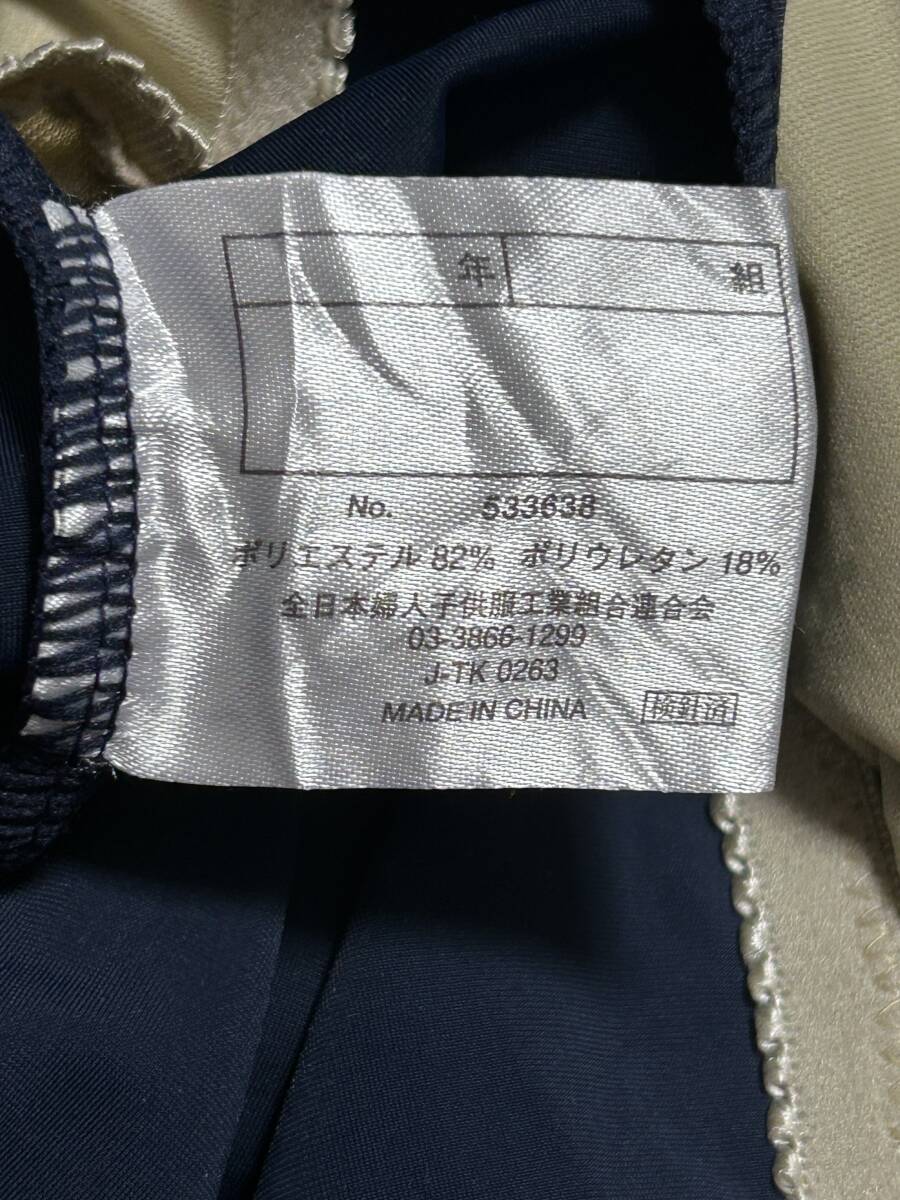 年 組
No. 533638
ポリエステル 82% ポリウレタン 18%
全日本婦人子供服工業組合連合会
03-3866-1299
J-TK 0263
MADE IN CHINA 検針済